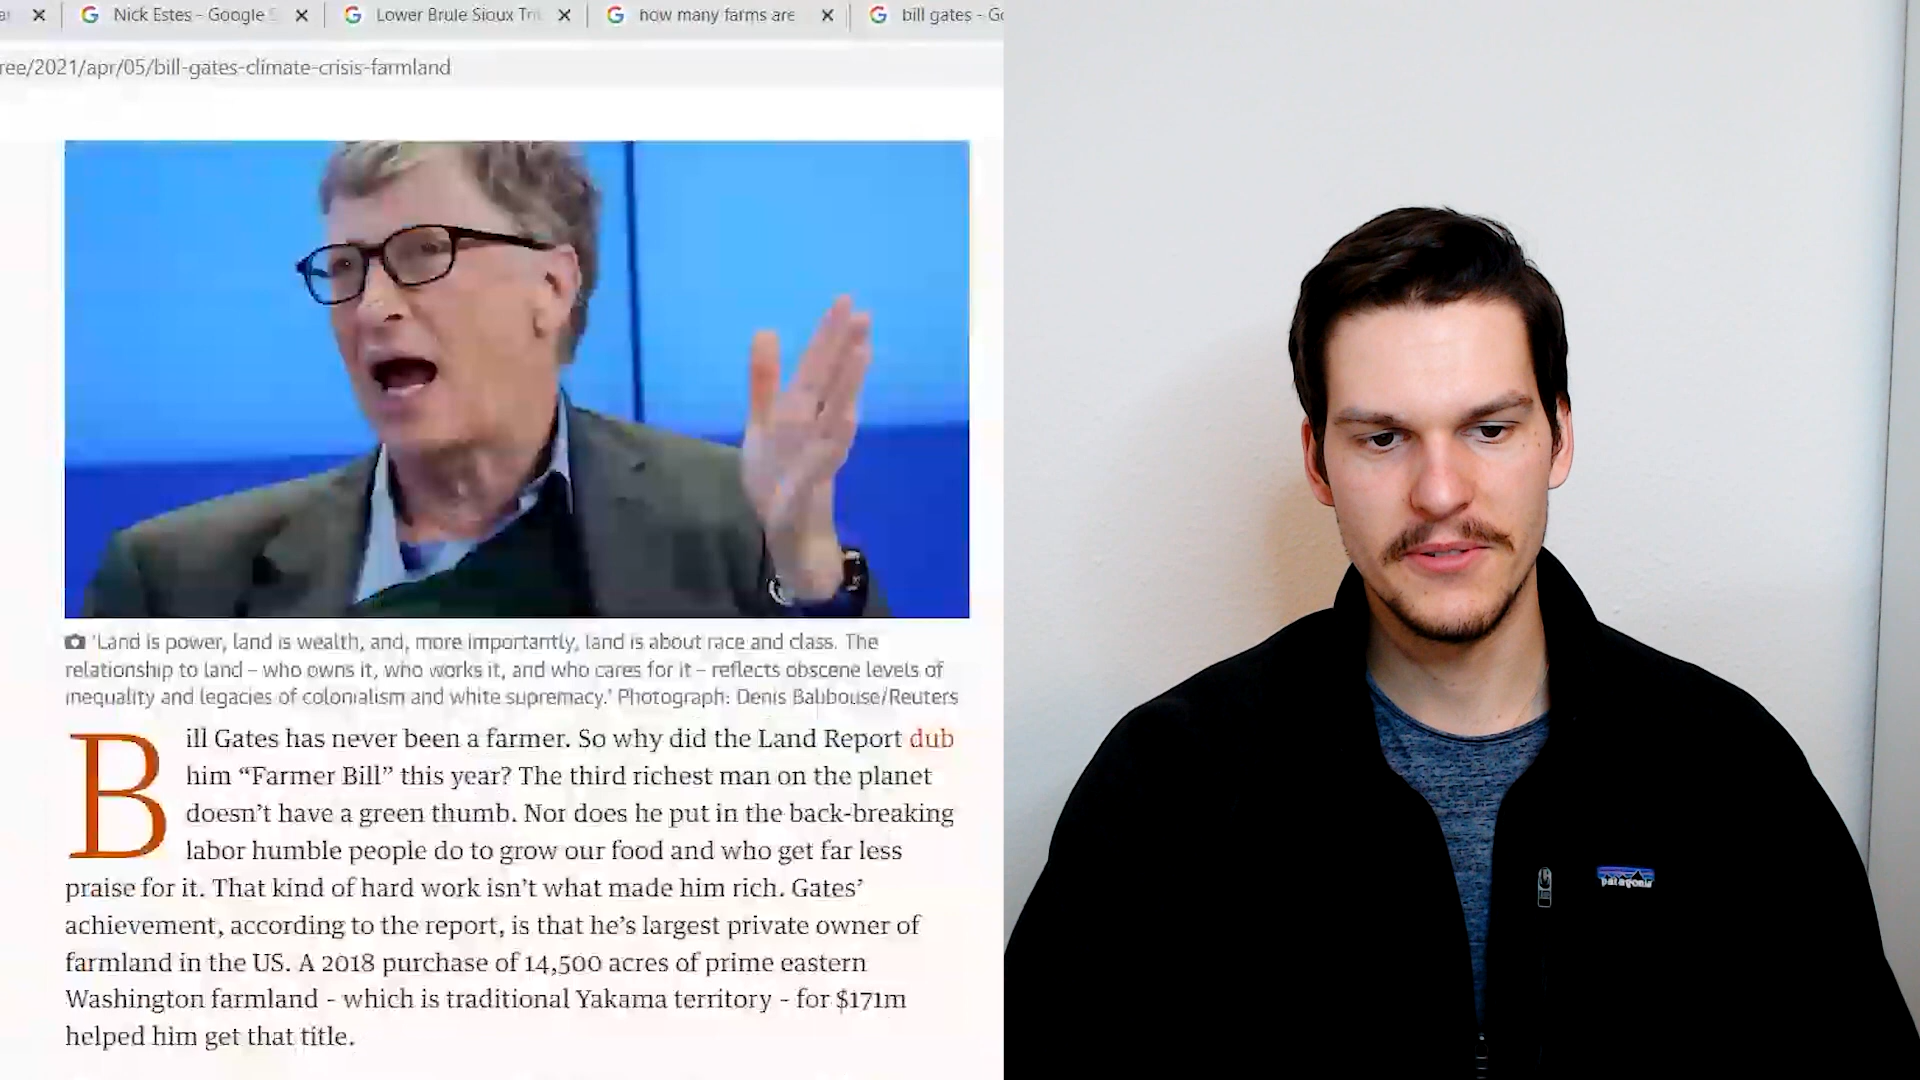 Nick Estes - Google S
Lower Brule Sioux Tri
how many farms are
bill gates - Go
ree/2021/apr/05/bill-gates-climate-crisis-farmland
'Land is power, land is wealth, and, more importantly, land is about race and class. The
relationship to land – who owns it, who works it, and who cares for it – reflects obscene levels of
inequality and legacies of colonialism and white supremacy.' Photograph: Denis Balibouse/Reuters
Bill Gates has never been a farmer. So why did the Land Report dub
him “Farmer Bill” this year? The third richest man on the planet
doesn’t have a green thumb. Nor does he put in the back-breaking
labor humble people do to grow our food and who get far less
praise for it. That kind of hard work isn’t what made him rich. Gates’
achievement, according to the report, is that he’s largest private owner of
farmland in the US. A 2018 purchase of 14,500 acres of prime eastern
Washington farmland - which is traditional Yakama territory - for $171m
helped him get that title.
patagonia